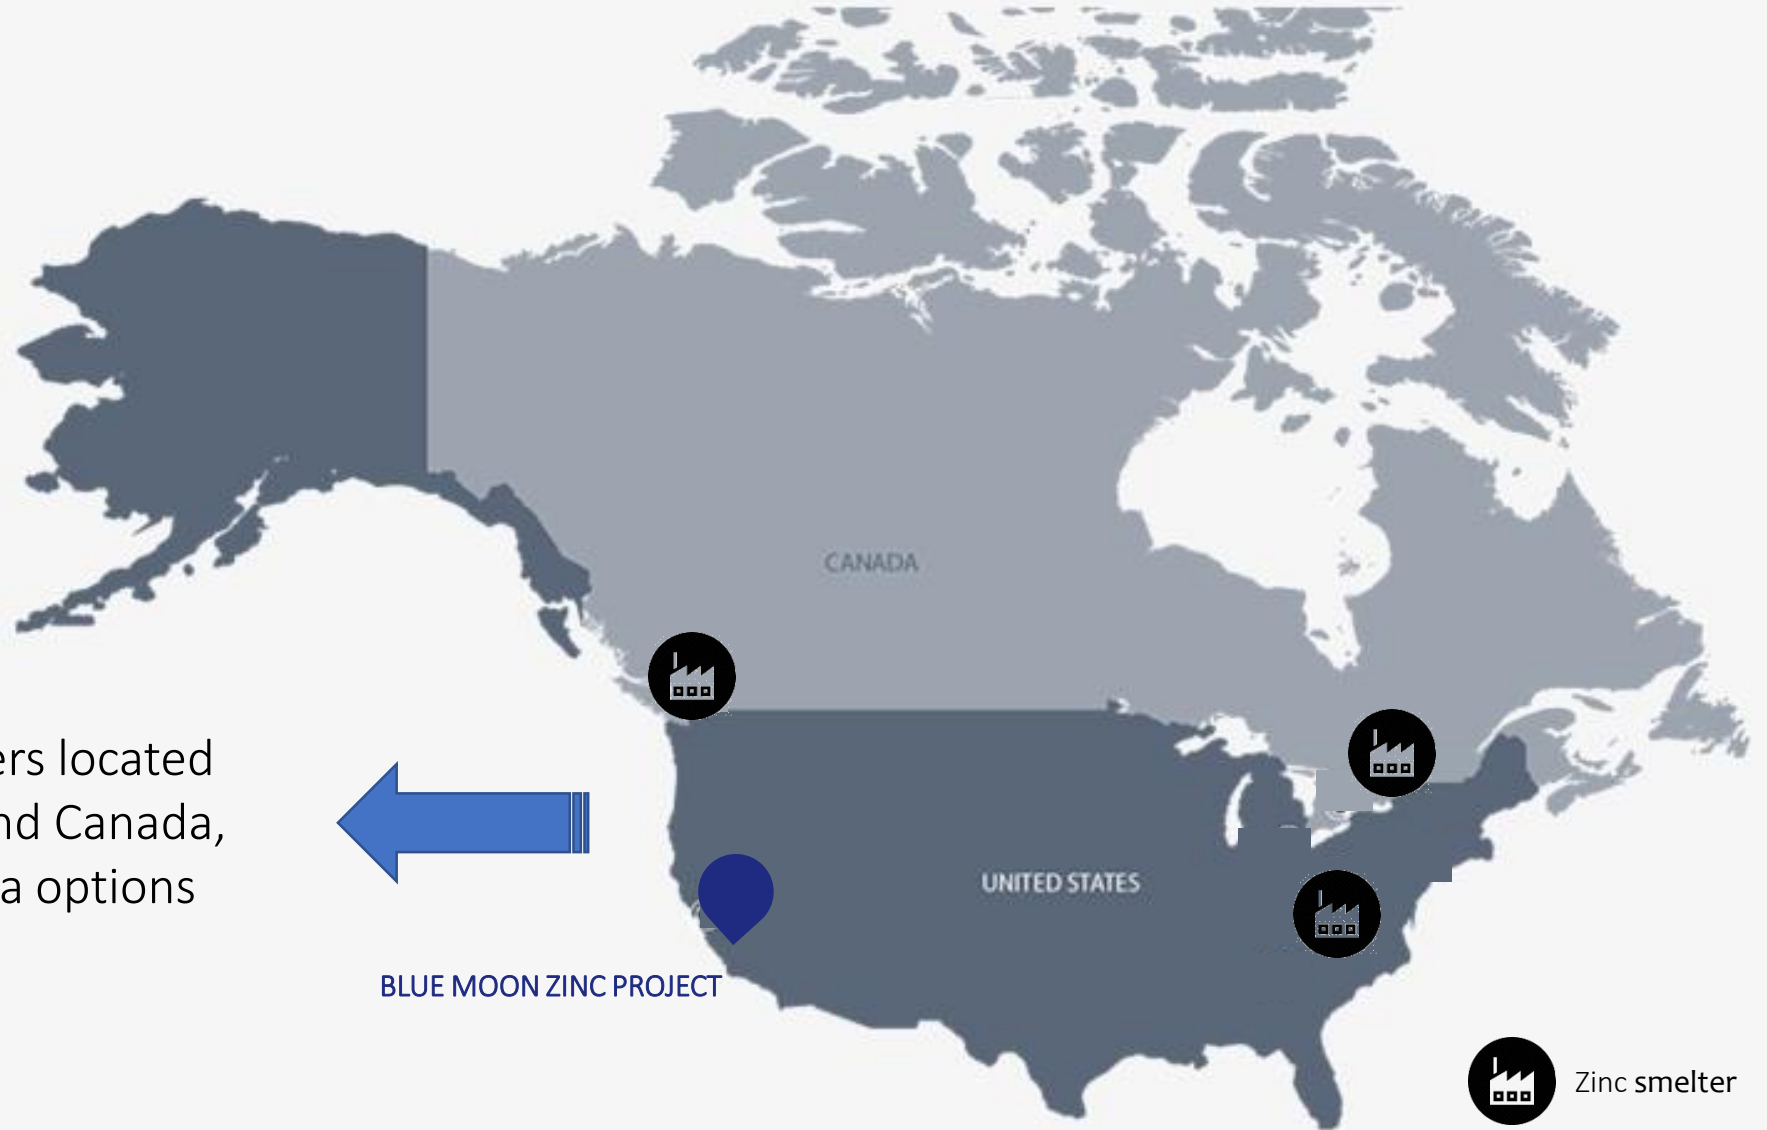 CANADA
ers located
nd Canada,
a options
UNITED STATES
BLUE MOON ZINC PROJECT
Zinc smelter